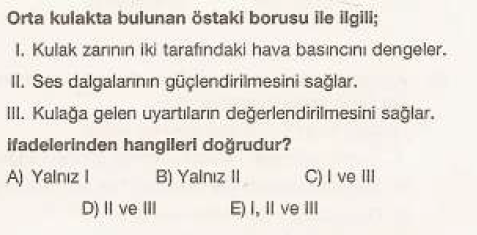 Orta kulakta bulunan östaki borusu ile ilgili;
I. Kulak zarının iki tarafındaki hava basıncını dengeler.
II. Ses dalgalarının güçlendirilmesini sağlar.
III. Kulağa gelen uyartıların değerlendirilmesini sağlar.
ifadelerinden hangileri doğrudur?
A) Yalnız I B) Yalnız II C) I ve III
D) II ve III E) I, II ve III